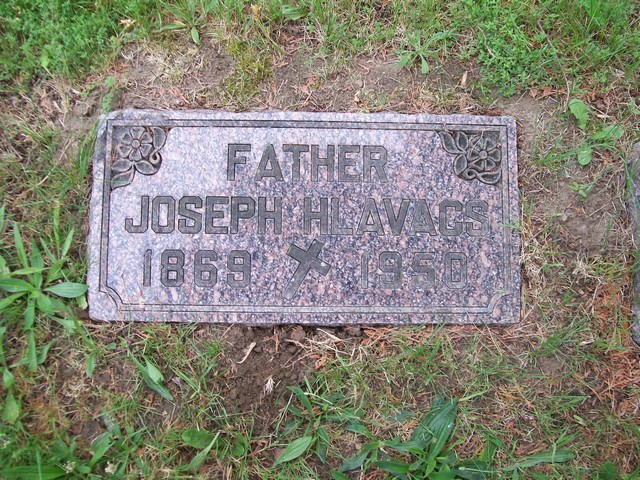 FATHER
JOSEPH HLAVACS
1869 1950